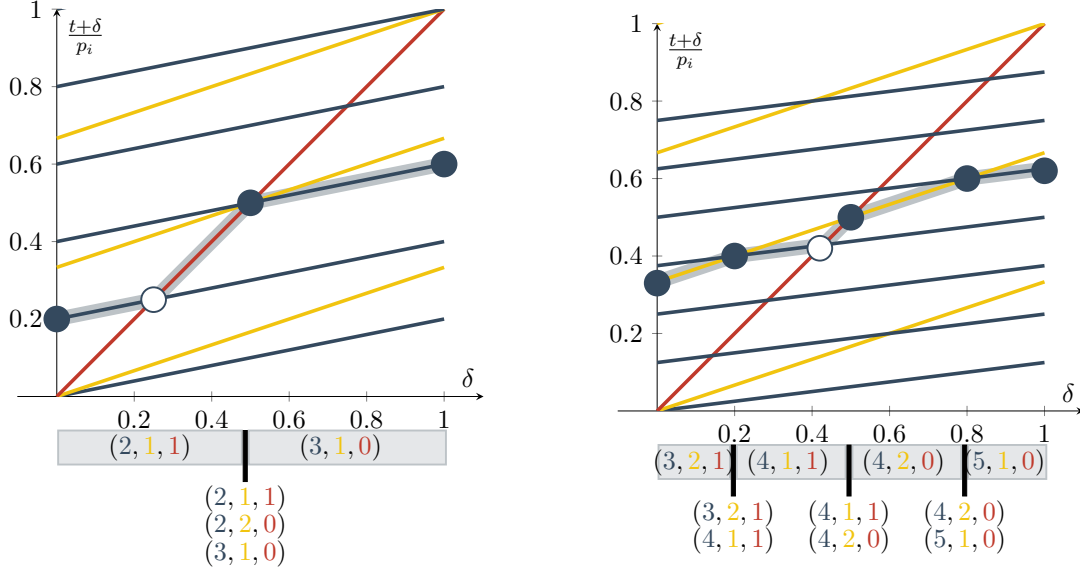 1
t+δ
p_i
0.8
0.6
0.4
0.2
δ
0.2 0.4 0.6 0.8 1
(2, 1, 1) (3, 1, 0)
(2, 1, 1)
(2, 2, 0)
(3, 1, 0)
1
t+δ
p_i
0.8
0.6
0.4
0.2
δ
0.2 0.4 0.6 0.8 1
(3, 2, 1) (4, 1, 1) (4, 2, 0) (5, 1, 0)
(3, 2, 1) (4, 1, 1) (4, 2, 0)
(4, 1, 1) (4, 2, 0) (5, 1, 0)